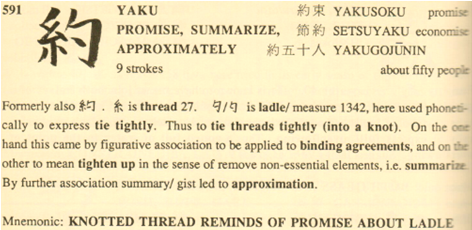 591 約 YAKU 約束 YAKUSOKU promise
PROMISE, SUMMARIZE, 節約 SETSUYAKU economise
APPROXIMATELY 約五十人 YAKUGOJŪNIN
9 strokes about fifty people
Formerly also 糸勺. 糸 is thread 27. 勺/勺 is ladle/ measure 1342, here used phoneti-
cally to express tie tightly. Thus to tie threads tightly (into a knot). On the one
hand this came by figurative association to be applied to binding agreements, and on the
other to mean tighten up in the sense of remove non-essential elements, i.e. summarize.
By further association summary/ gist led to approximation.
Mnemonic: KNOTTED THREAD REMINDS OF PROMISE ABOUT LADLE